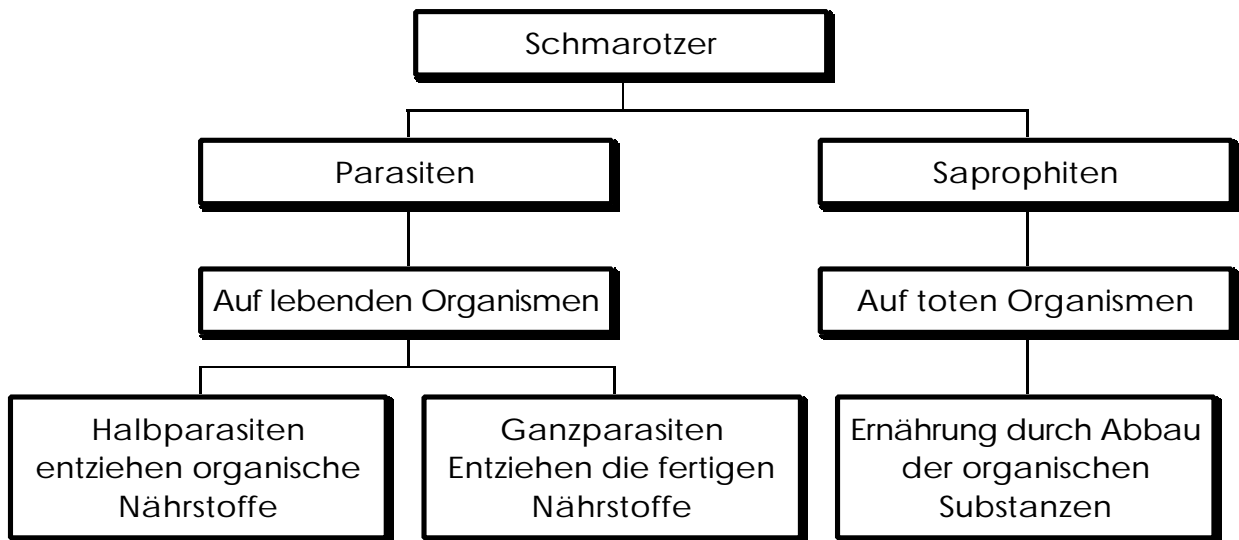 Schmarotzer
Parasiten
Saprophiten
Auf lebenden Organismen
Auf toten Organismen
Halbparasiten
entziehen organische
Nährstoffe
Ganzparasiten
Entziehen die fertigen
Nährstoffe
Ernährung durch Abbau
der organischen
Substanzen